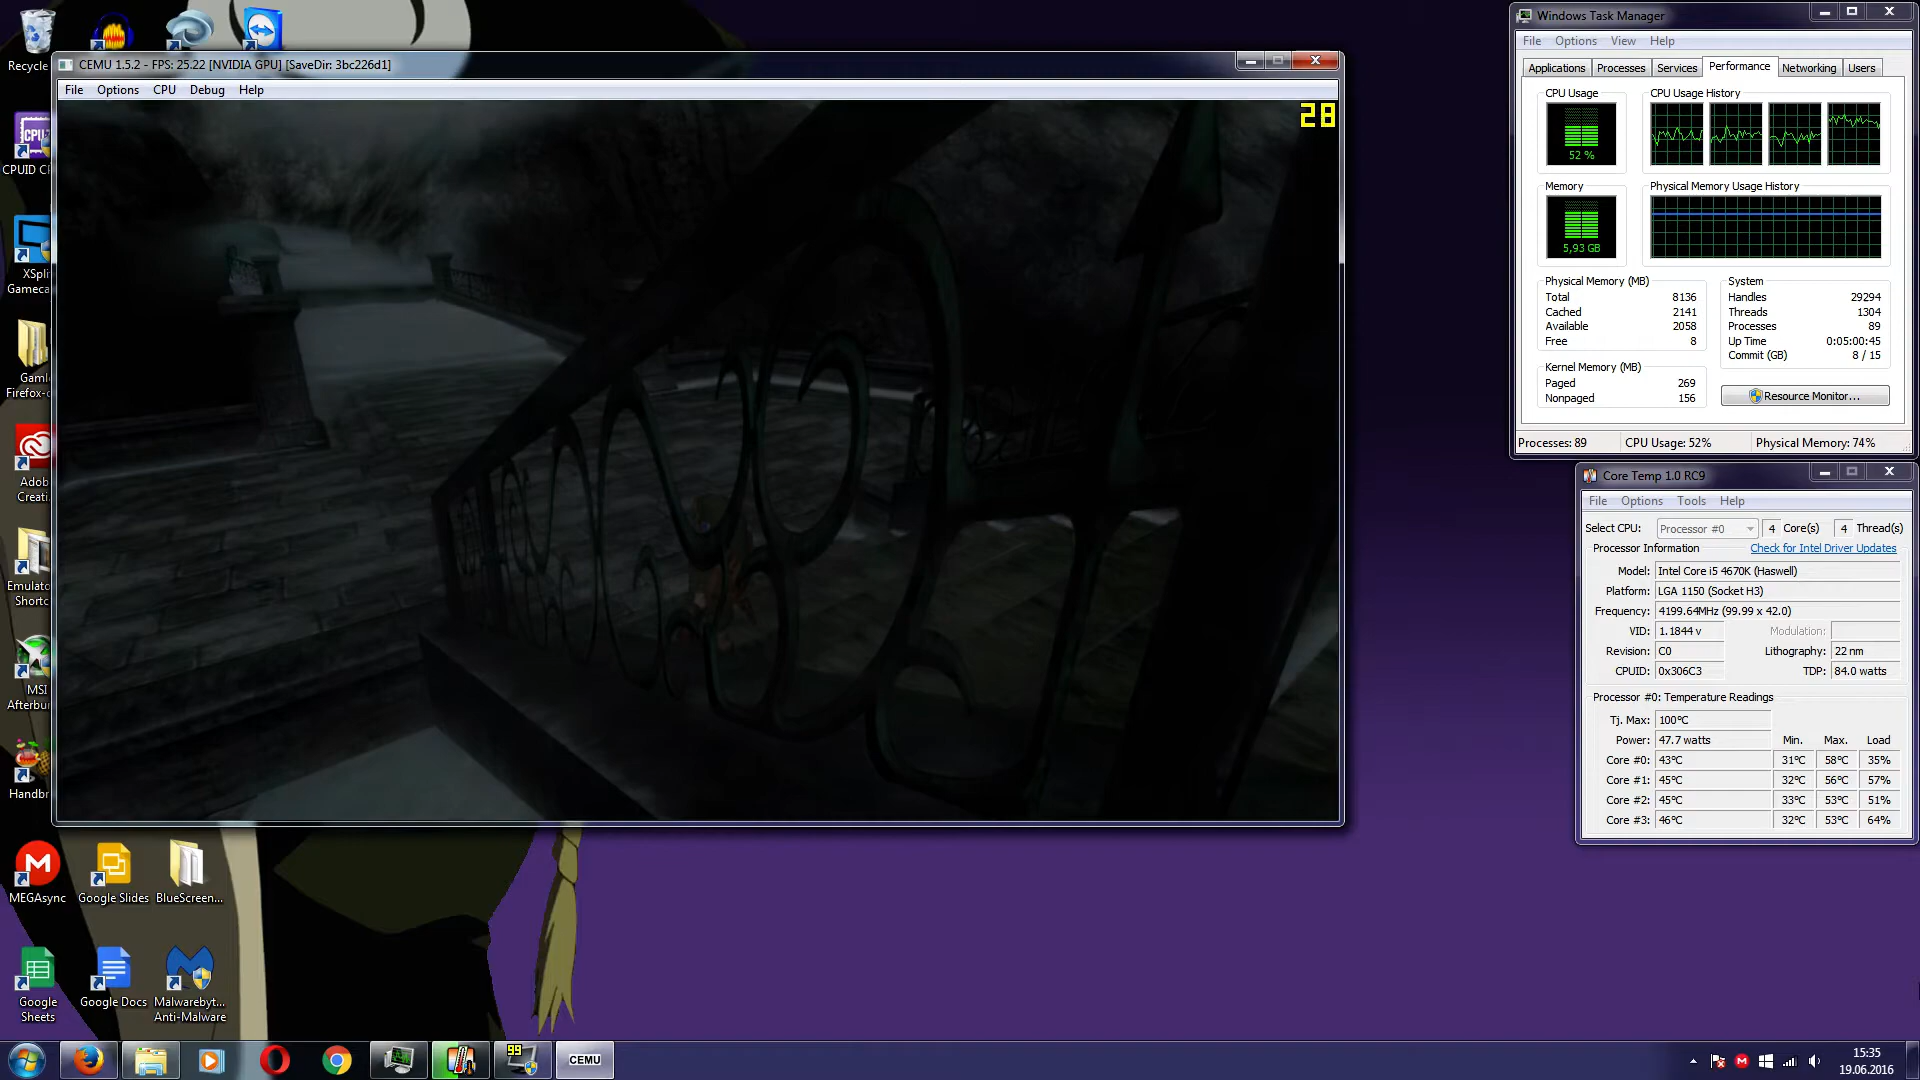 Recycle
CPUID C
XSpli
Gameca
Gaml
Firefox-
Adob
Creati.
Emulato
Shortc
MSI
Afterbur
Handbr
MEGAsync
Google Slides
BlueScreen...
Google
Sheets
Google Docs
Malwarebyt...
Anti-Malware
CEMU 1.5.2 - FPS: 25.22 [NVIDIA GPU] [SaveDir: 3bc226d1]
File Options CPU Debug Help
28
Windows Task Manager
File Options View Help
Applications Processes Services Performance Networking Users
CPU Usage
CPU Usage History
52 %
Memory
Physical Memory Usage History
5,93 GB
Physical Memory (MB)
Total 8136
Cached 2141
Available 2058
Free 8
System
Handles 29294
Threads 1304
Processes 89
Up Time 0:05:00:45
Commit (GB) 8 / 15
Kernel Memory (MB)
Paged 269
Nonpaged 156
Resource Monitor...
Processes: 89 CPU Usage: 52% Physical Memory: 74%
Core Temp 1.0 RC9
File Options Tools Help
Select CPU: Processor #0 4 Core(s) 4 Thread(s)
Processor Information Check for Intel Driver Updates
Model: Intel Core i5 4670K (Haswell)
Platform: LGA 1150 (Socket H3)
Frequency: 4199.64MHz (99.99 x 42.0)
VID: 1.1844 v Modulation:
Revision: C0 Lithography: 22 nm
CPUID: 0x306C3 TDP: 84.0 watts
Processor #0: Temperature Readings
Tj. Max: 100°C
Power: 47.7 watts Min. Max. Load
Core #0: 43°C 31°C 58°C 35%
Core #1: 45°C 32°C 56°C 57%
Core #2: 45°C 33°C 53°C 51%
Core #3: 46°C 32°C 53°C 64%
99
CEMU
15:35
19.06.2016